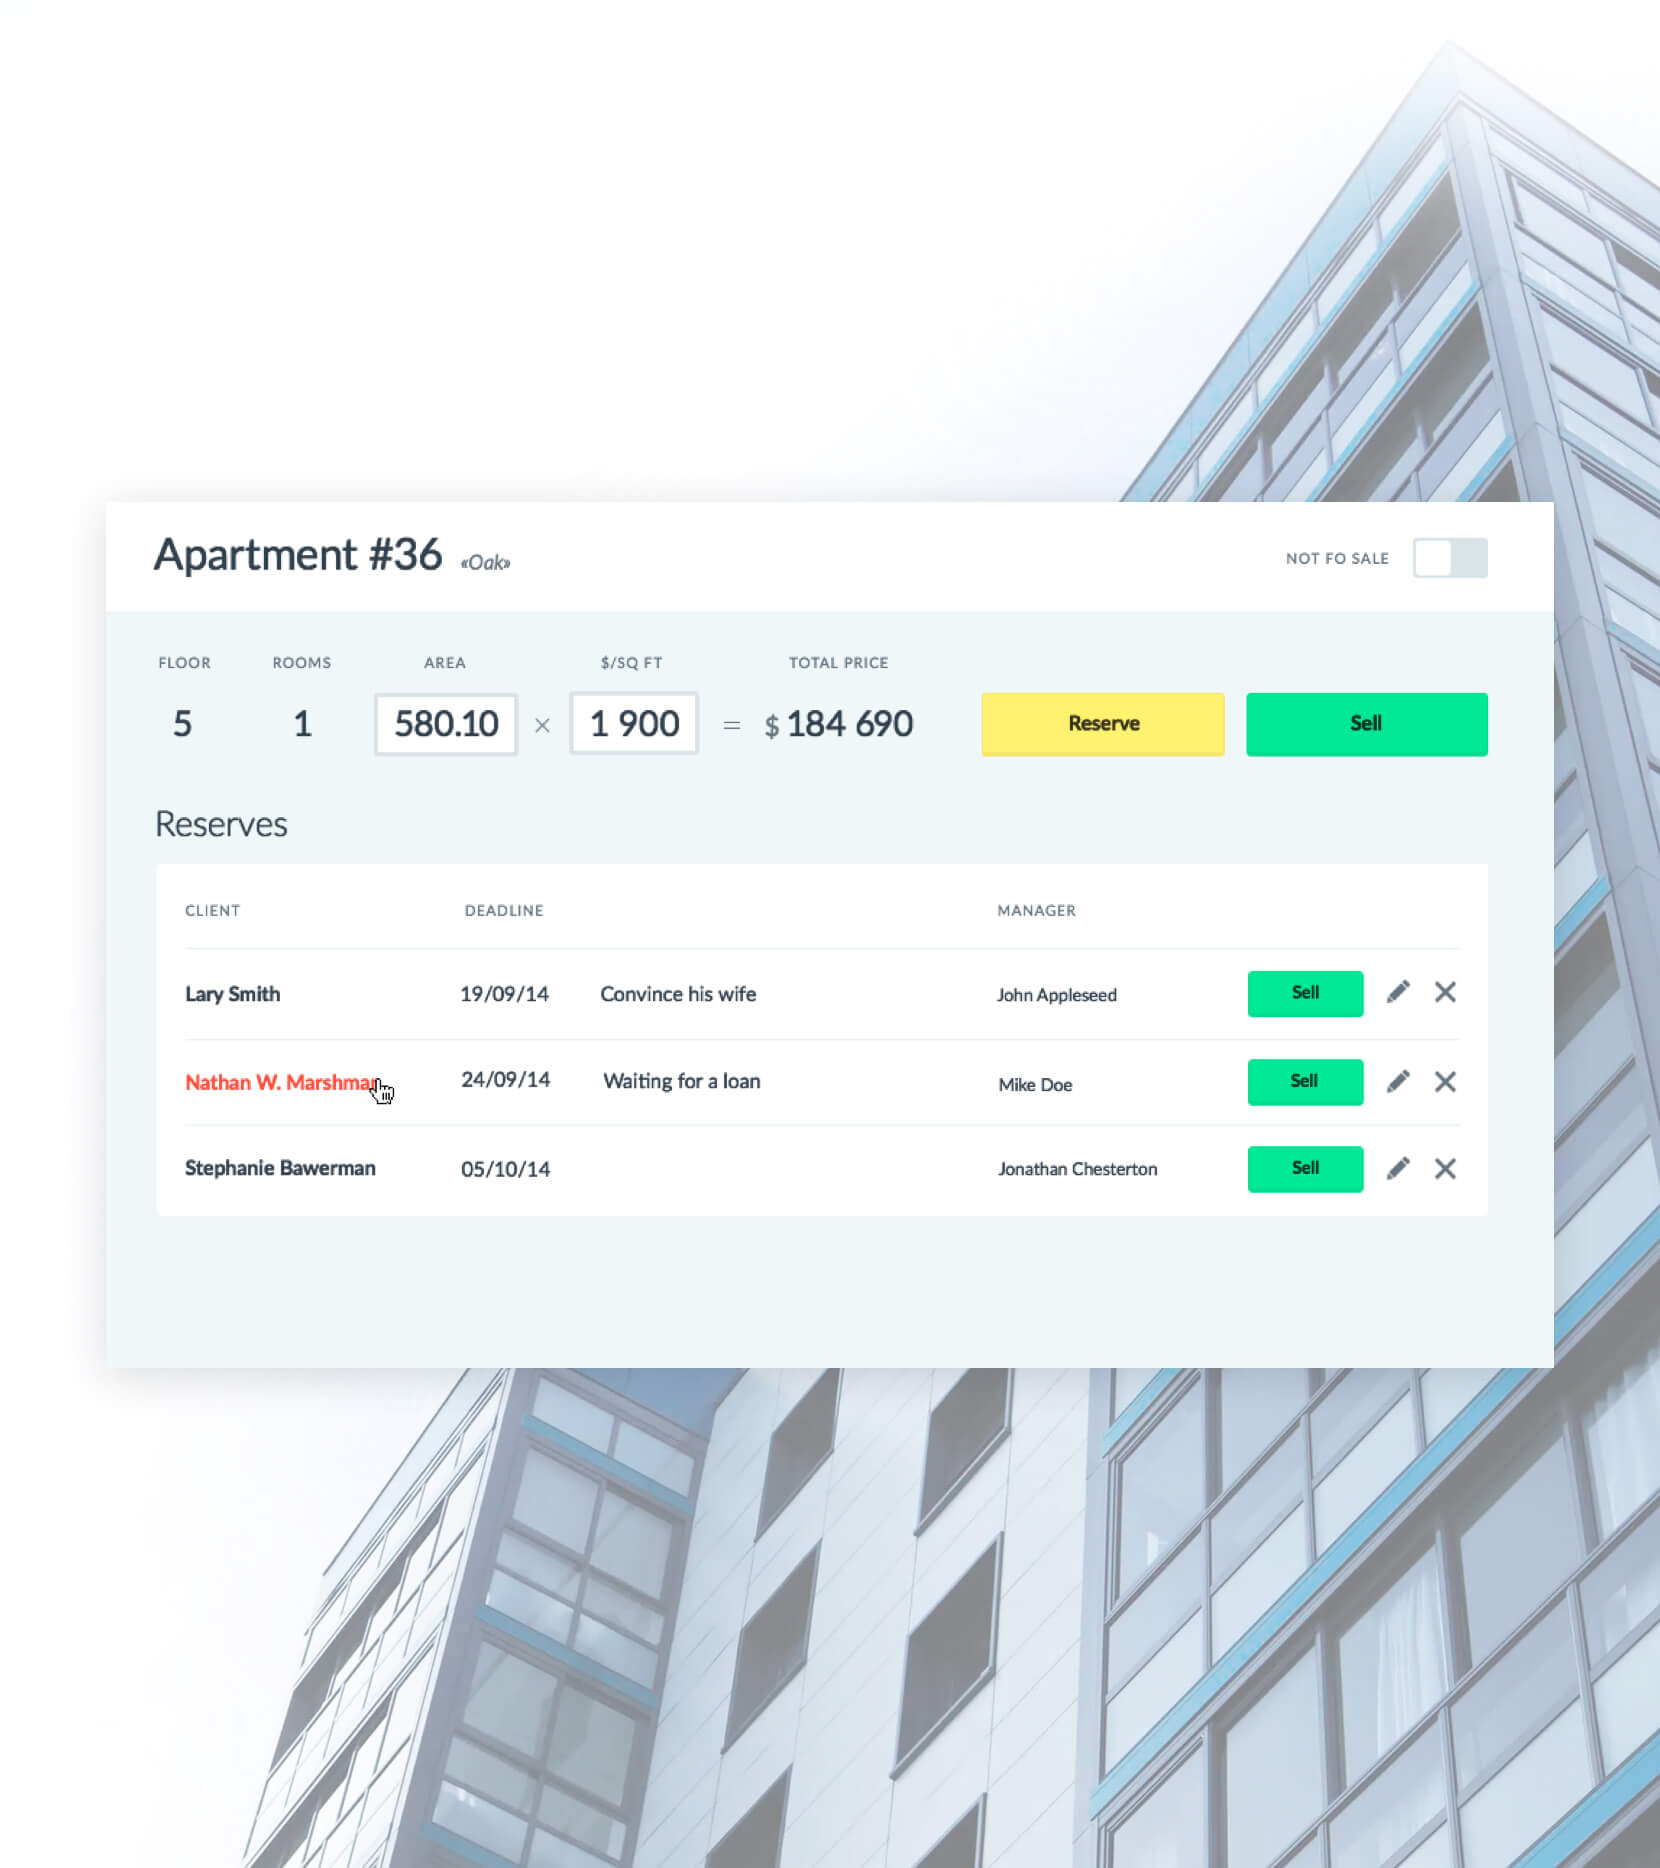 Apartment #36 «Oak»
NOT FO SALE
FLOOR ROOMS AREA $/SQ FT TOTAL PRICE
5 1 580.10 × 1 900 = $ 184 690 Reserve Sell
Reserves
CLIENT DEADLINE MANAGER
Lary Smith 19/09/14 Convince his wife John Appleseed Sell
Nathan W. Marshman 24/09/14 Waiting for a loan Mike Doe Sell
Stephanie Bawerman 05/10/14 Jonathan Chesterton Sell